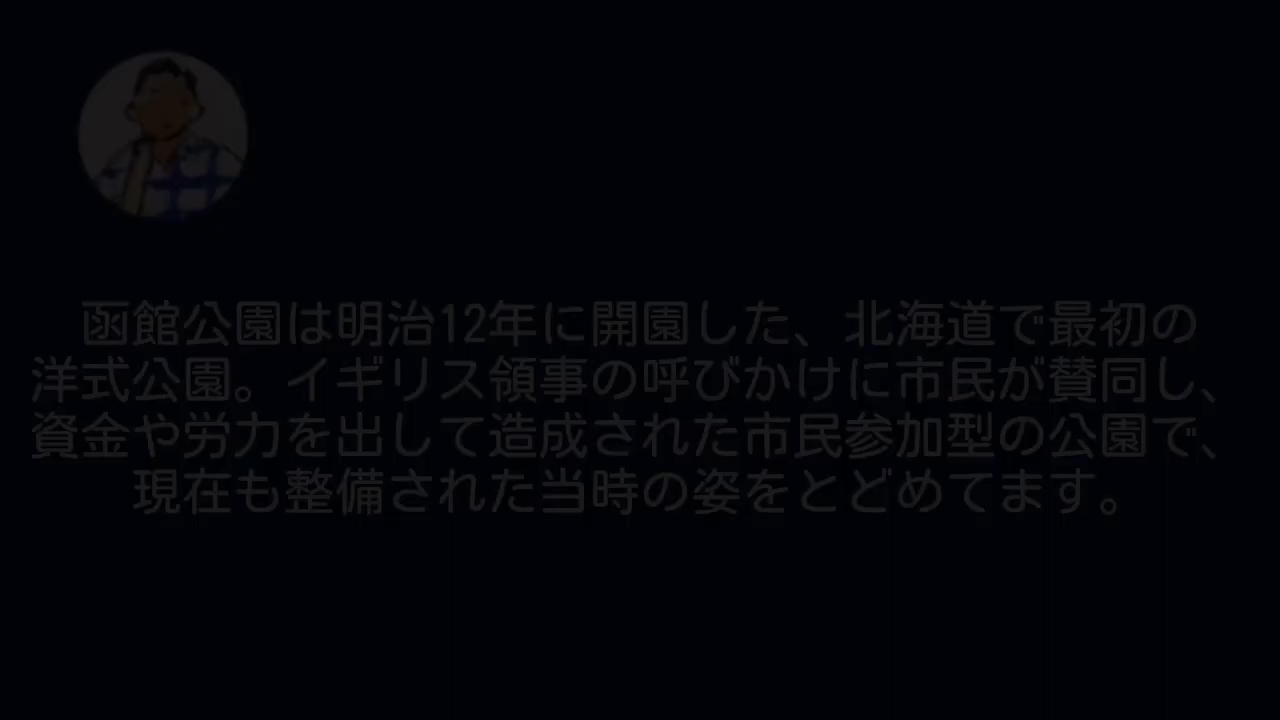 函館公園は明治12年に開園した、北海道で最初の
洋式公園。イギリス領事の呼びかけに市民が賛同し、
資金や労力を出して造成された市民参加型の公園で、
現在も整備された当時の姿をとどめてます。